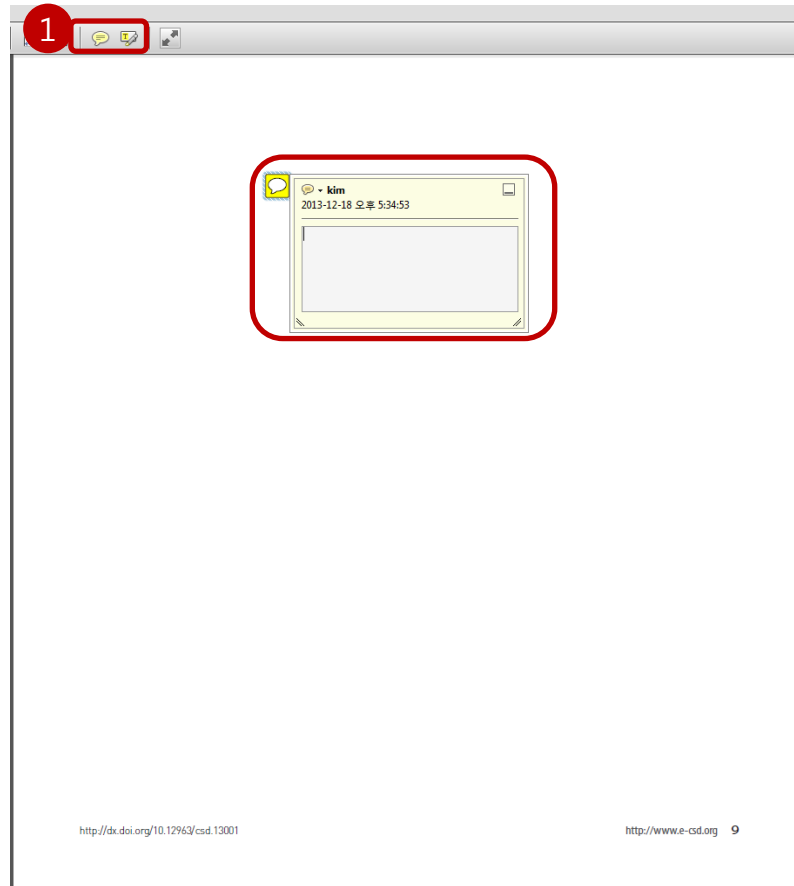 1
kim
2013-12-18 오후 5:34:53
http://dx.doi.org/10.12963/csd.13001
http://www.e-csd.org 9